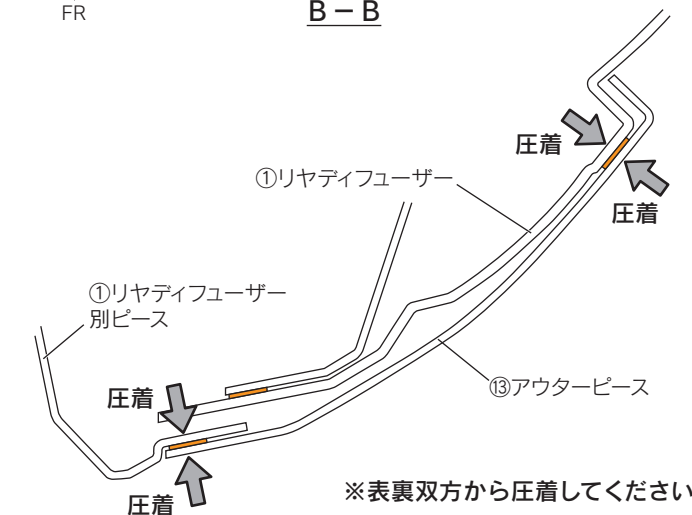 FR
B－B
圧着
①リヤディフューザー
圧着
①リヤディフューザー
別ピース
⑬アウターピース
圧着
圧着
※表裏双方から圧着してください